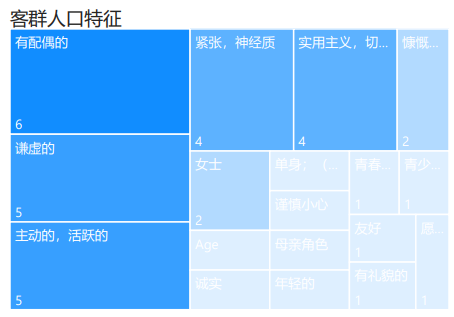 客群人口特征
有配偶的
6
谦虚的
5
主动的，活跃的
5
紧张，神经质
4
实用主义，切...
4
慷慨...
2
女士
2
Age
诚实
单身；（...
谨慎小心
母亲角色
年轻的
青春...
1
青少...
1
友好
1
有礼貌的
1
愿...
1